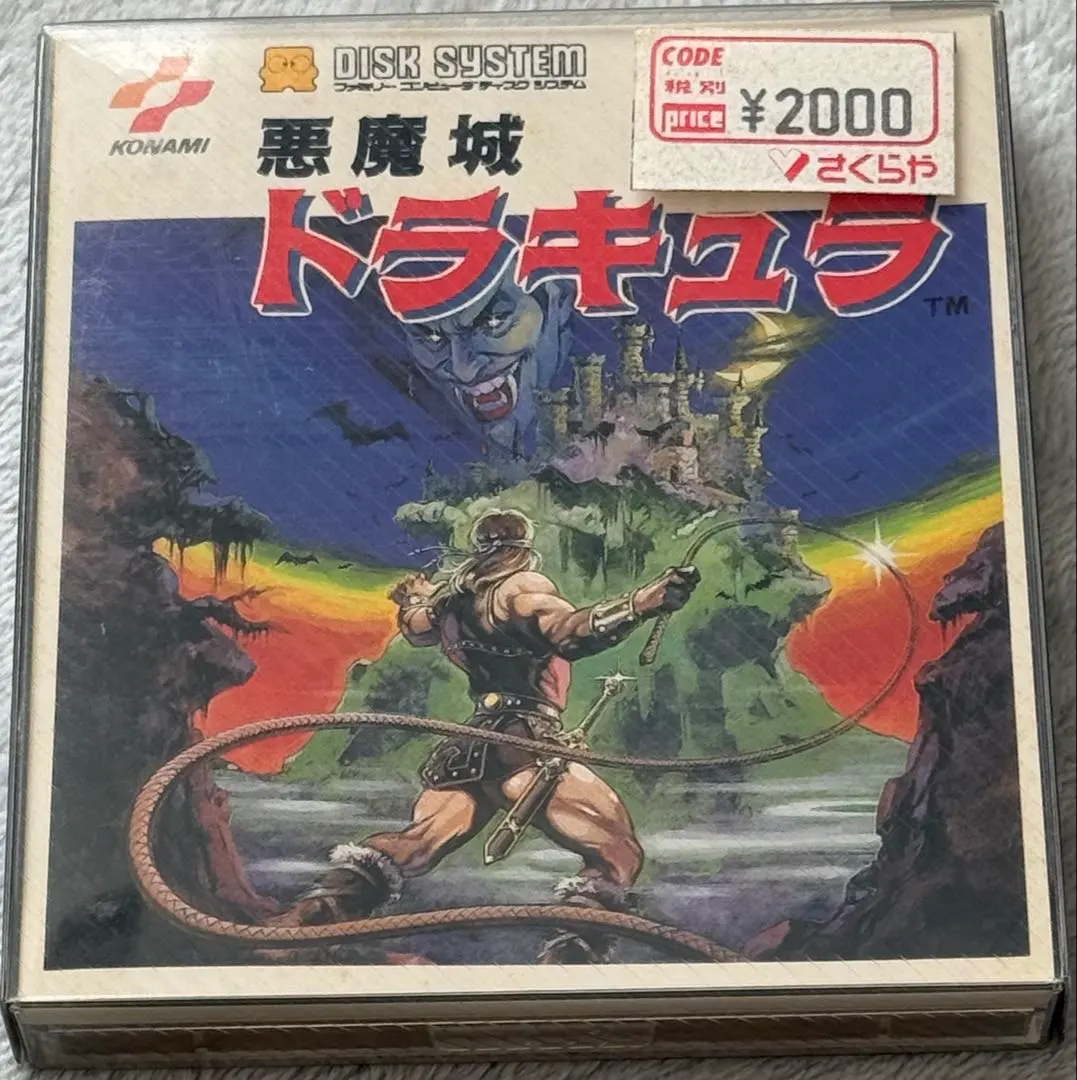 KONAMI
DISK SYSTEM
ファミリー コンピュータ ディスク システム
悪魔城
ドラキュラ
TM
CODE
税別
price ¥2000
さくらや